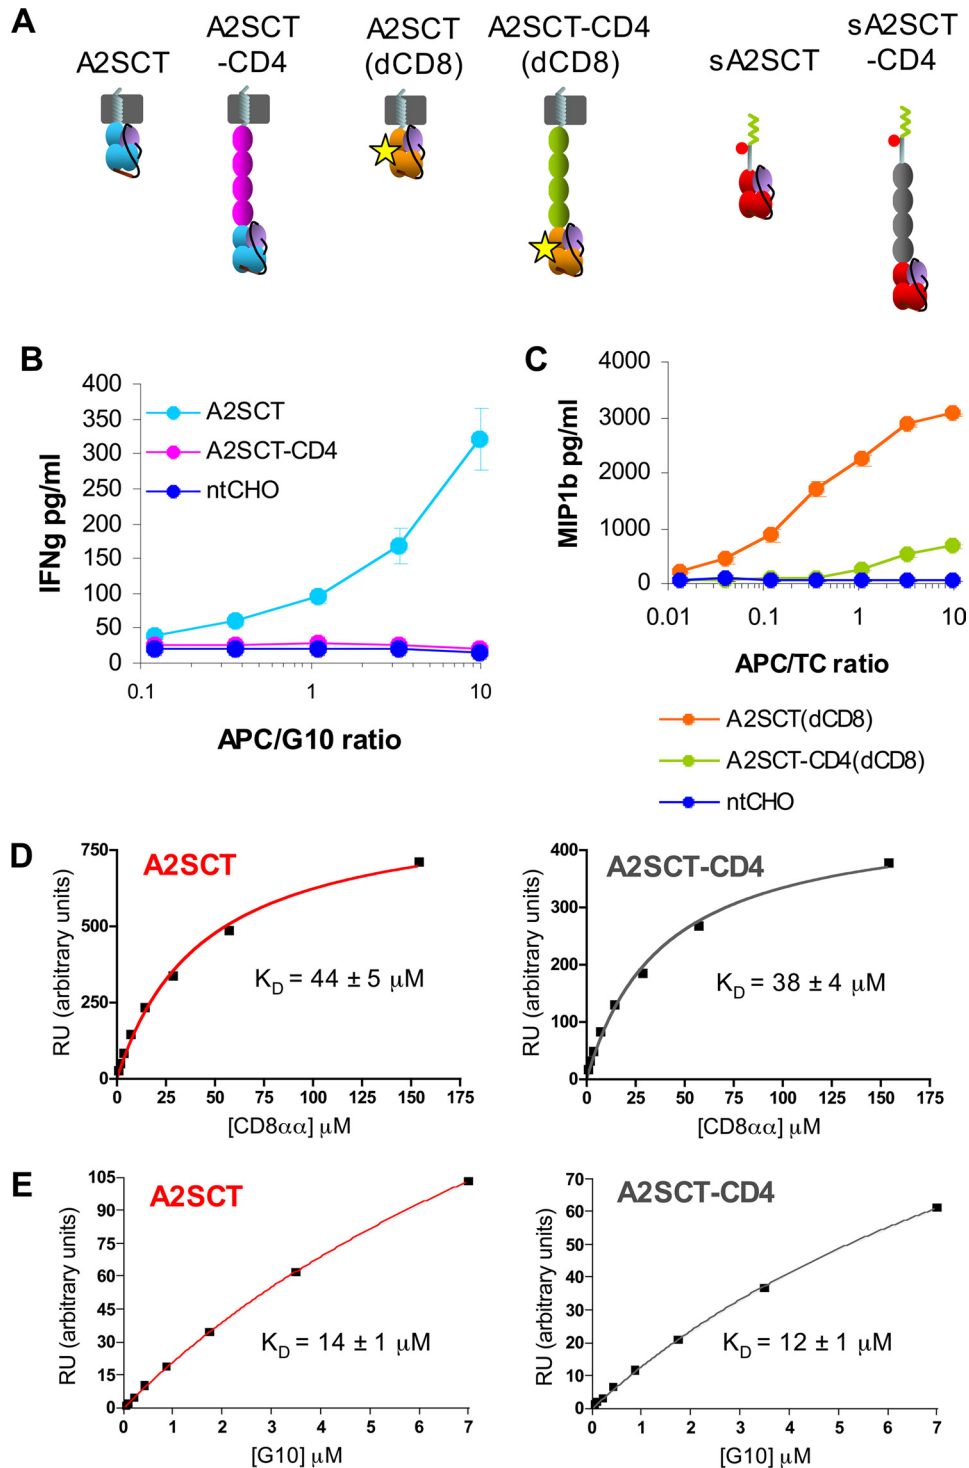 A
A2SCT
A2SCT
-CD4
A2SCT
(dCD8)
A2SCT-CD4
(dCD8)
sA2SCT
sA2SCT
-CD4
B
IFNg pg/ml
400
350
300
250
200
150
100
50
0
0.1
1
10
A2SCT
A2SCT-CD4
ntCHO
APC/G10 ratio
C
MIP1b pg/ml
4000
3000
2000
1000
0
0.01
0.1
1
10
APC/TC ratio
A2SCT(dCD8)
A2SCT-CD4(dCD8)
ntCHO
D
RU (arbitrary units)
750
500
250
0
A2SCT
K_D = 44 ± 5 μM
0
25
50
75
100
125
150
175
[CD8αα] μM
RU (arbitrary units)
400
300
200
100
0
A2SCT-CD4
K_D = 38 ± 4 μM
0
25
50
75
100
125
150
175
[CD8αα] μM
E
RU (arbitrary units)
105
90
75
60
45
30
15
0
A2SCT
K_D = 14 ± 1 μM
0
1
2
3
4
5
6
7
[G10] μM
RU (arbitrary units)
70
60
50
40
30
20
10
0
A2SCT-CD4
K_D = 12 ± 1 μM
0
1
2
3
4
5
6
7
[G10] μM